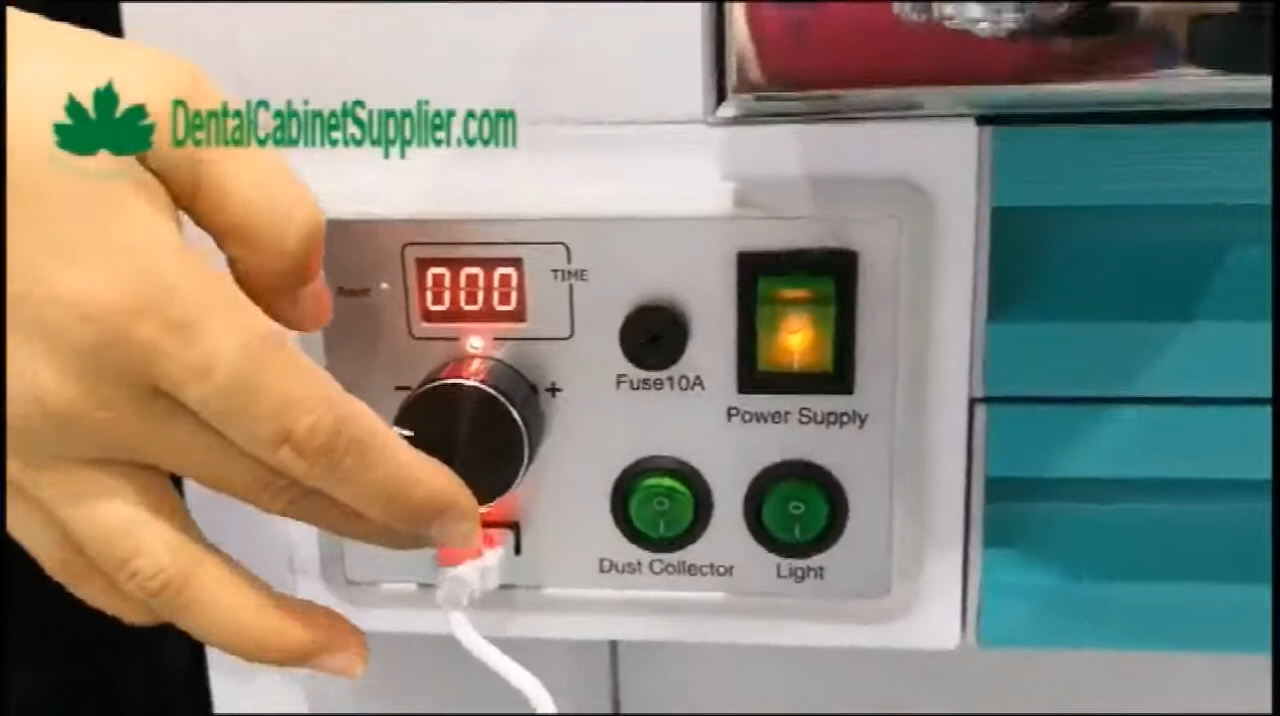 DentalCabinetSupplier.com
TIME
000
- +
Fuse10A
Power Supply
Dust Collector
Light